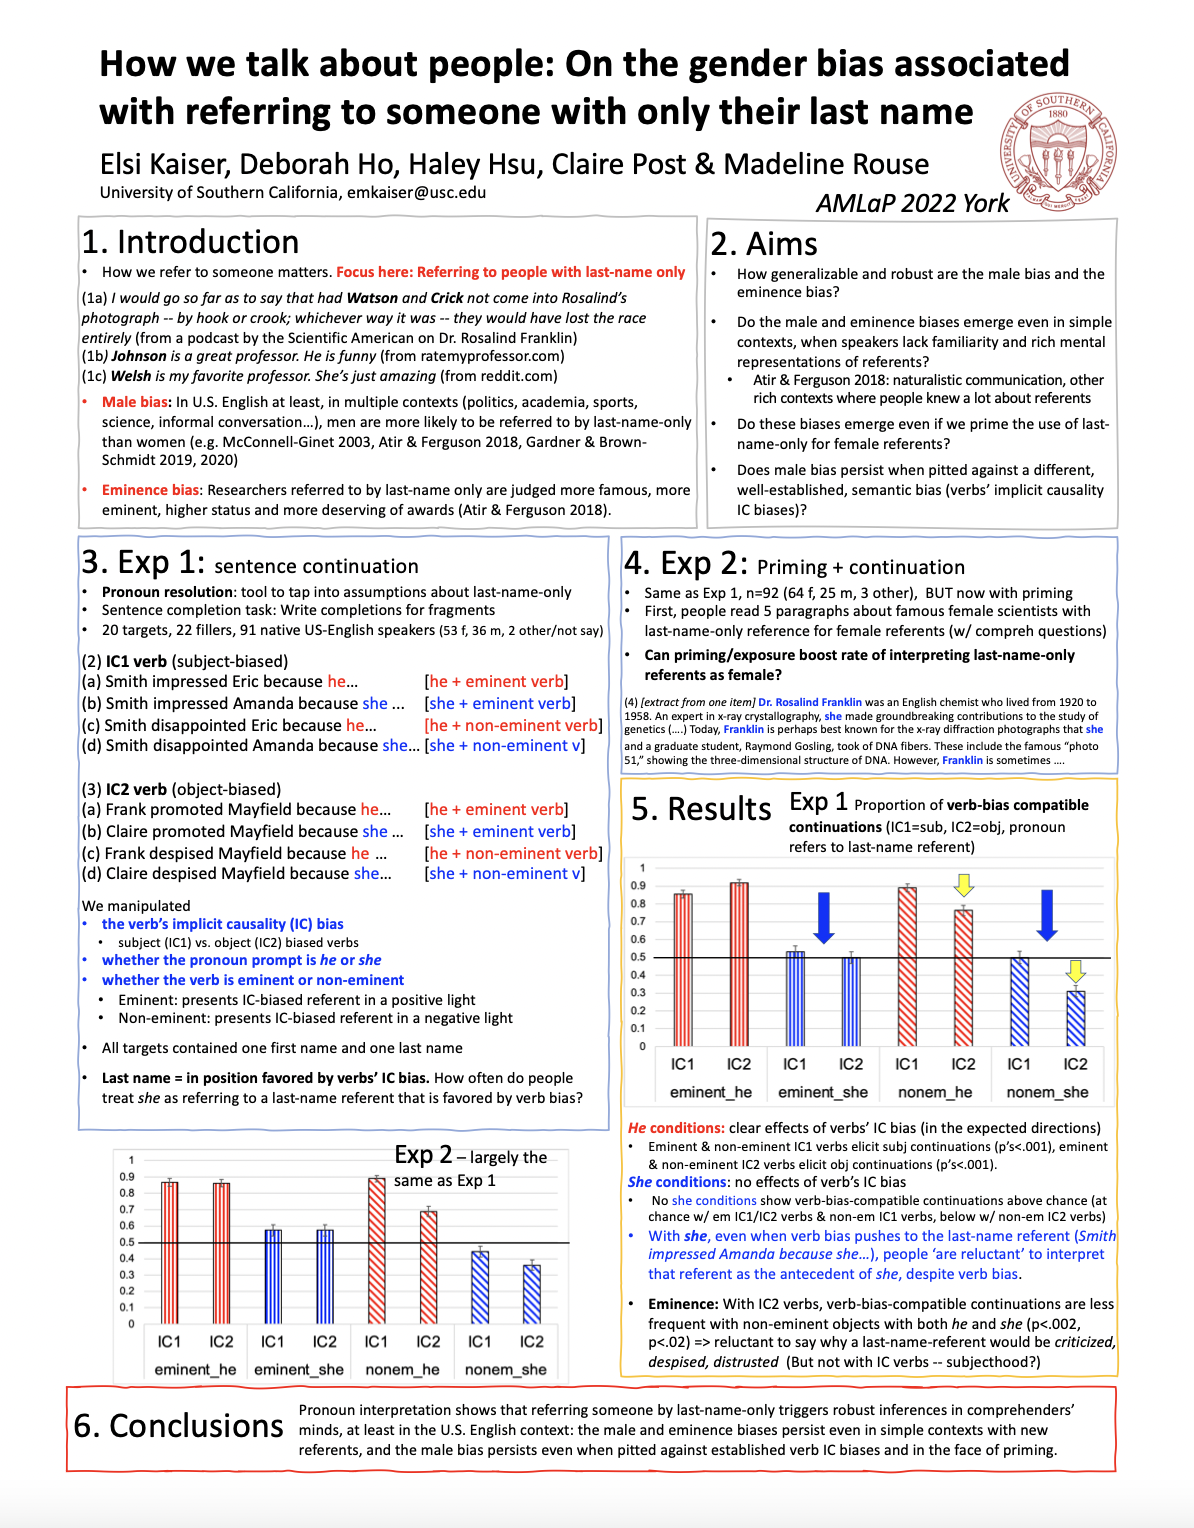 How we talk about people: On the gender bias associated
with referring to someone with only their last name
Elsi Kaiser, Deborah Ho, Haley Hsu, Claire Post & Madeline Rouse
University of Southern California, emkaiser@usc.edu
AMLaP 2022 York
UNIVERSITY OF SOUTHERN CALIFORNIA
1880
1. Introduction
• How we refer to someone matters. Focus here: Referring to people with last-name only
(1a) I would go so far as to say that had Watson and Crick not come into Rosalind's
photograph -- by hook or crook; whichever way it was -- they would have lost the race
entirely (from a podcast by the Scientific American on Dr. Rosalind Franklin)
(1b) Johnson is a great professor. He is funny (from ratemyprofessor.com)
(1c) Welsh is my favorite professor. She's just amazing (from reddit.com)
• Male bias: In U.S. English at least, in multiple contexts (politics, academia, sports,
science, informal conversation...), men are more likely to be referred to by last-name-only
than women (e.g. McConnell-Ginet 2003, Atir & Ferguson 2018, Gardner & Brown-
Schmidt 2019, 2020)
• Eminence bias: Researchers referred to by last-name only are judged more famous, more
eminent, higher status and more deserving of awards (Atir & Ferguson 2018).
2. Aims
• How generalizable and robust are the male bias and the
eminence bias?
• Do the male and eminence biases emerge even in simple
contexts, when speakers lack familiarity and rich mental
representations of referents?
• Atir & Ferguson 2018: naturalistic communication, other
rich contexts where people knew a lot about referents
• Do these biases emerge even if we prime the use of last-
name-only for female referents?
• Does male bias persist when pitted against a different,
well-established, semantic bias (verbs' implicit causality
IC biases)?
3. Exp 1: sentence continuation
• Pronoun resolution: tool to tap into assumptions about last-name-only
• Sentence completion task: Write completions for fragments
• 20 targets, 22 fillers, 91 native US-English speakers (53 f, 36 m, 2 other/not say)
(2) IC1 verb (subject-biased)
(a) Smith impressed Eric because he... [he + eminent verb]
(b) Smith impressed Amanda because she ... [she + eminent verb]
(c) Smith disappointed Eric because he... [he + non-eminent verb]
(d) Smith disappointed Amanda because she... [she + non-eminent v]
(3) IC2 verb (object-biased)
(a) Frank promoted Mayfield because he... [he + eminent verb]
(b) Claire promoted Mayfield because she ... [she + eminent verb]
(c) Frank despised Mayfield because he ... [he + non-eminent verb]
(d) Claire despised Mayfield because she... [she + non-eminent v]
We manipulated
• the verb's implicit causality (IC) bias
• subject (IC1) vs. object (IC2) biased verbs
• whether the pronoun prompt is he or she
• whether the verb is eminent or non-eminent
• Eminent: presents IC-biased referent in a positive light
• Non-eminent: presents IC-biased referent in a negative light
• All targets contained one first name and one last name
• Last name = in position favored by verbs' IC bias. How often do people
treat she as referring to a last-name referent that is favored by verb bias?
4. Exp 2: Priming + continuation
• Same as Exp 1, n=92 (64 f, 25 m, 3 other), BUT now with priming
• First, people read 5 paragraphs about famous female scientists with
last-name-only reference for female referents (w/ compreh questions)
• Can priming/exposure boost rate of interpreting last-name-only
referents as female?
(4) [extract from one item] Dr. Rosalind Franklin was an English chemist who lived from 1920 to
1958. An expert in x-ray crystallography, she made groundbreaking contributions to the study of
genetics (....) Today, Franklin is perhaps best known for the x-ray diffraction photographs that she
and a graduate student, Raymond Gosling, took of DNA fibers. These include the famous "photo
51," showing the three-dimensional structure of DNA. However, Franklin is sometimes ....
5. Results
Exp 1 Proportion of verb-bias compatible
continuations (IC1=sub, IC2=obj, pronoun
refers to last-name referent)
1
0.9
0.8
0.7
0.6
0.5
0.4
0.3
0.2
0.1
0
IC1 IC2 IC1 IC2 IC1 IC2 IC1 IC2
eminent_he eminent_she nonem_he nonem_she
He conditions: clear effects of verbs' IC bias (in the expected directions)
• Eminent & non-eminent IC1 verbs elicit subj continuations (p's<.001), eminent
& non-eminent IC2 verbs elicit obj continuations (p's<.001).
She conditions: no effects of verb's IC bias
• No she conditions show verb-bias-compatible continuations above chance (at
chance w/ em IC1/IC2 verbs & non-em IC1 verbs, below w/ non-em IC2 verbs)
• With she, even when verb bias pushes to the last-name referent (Smith
impressed Amanda because she...), people 'are reluctant' to interpret
that referent as the antecedent of she, despite verb bias.
• Eminence: With IC2 verbs, verb-bias-compatible continuations are less
frequent with non-eminent objects with both he and she (p<.002,
p<.02) => reluctant to say why a last-name-referent would be criticized,
despised, distrusted (But not with IC verbs -- subjecthood?)
Exp 2 – largely the
same as Exp 1
1
0.9
0.8
0.7
0.6
0.5
0.4
0.3
0.2
0.1
0
IC1 IC2 IC1 IC2 IC1 IC2 IC1 IC2
eminent_he eminent_she nonem_he nonem_she
6. Conclusions
Pronoun interpretation shows that referring someone by last-name-only triggers robust inferences in comprehenders'
minds, at least in the U.S. English context: the male and eminence biases persist even in simple contexts with new
referents, and the male bias persists even when pitted against established verb IC biases and in the face of priming.